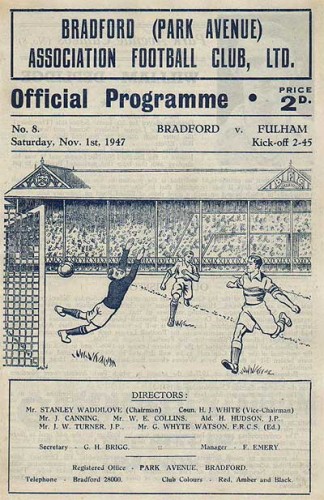 BRADFORD (PARK AVENUE)
ASSOCIATION FOOTBALL CLUB, LTD.
Official Programme • PRICE 2D.
No. 8. BRADFORD v. FULHAM
Saturday, Nov. 1st, 1947 Kick-off 2-45
DIRECTORS:
Mr. STANLEY WADDILOVE (Chairman) Coun. H. J. WHITE (Vice-Chairman)
Mr. J. CANNING. Mr. W. E. COLLINS. Ald. H. HUDSON, J.P.
Mr. J. W. TURNER, J.P. Mr. G. WHYTE WATSON, F.R.C.S. (Ed.)
Secretary - G. H. BRIGG. Manager - F. EMERY.
Registered Office - PARK AVENUE, BRADFORD.
Telephone - Bradford 28000. Club Colours - Red, Amber and Black.